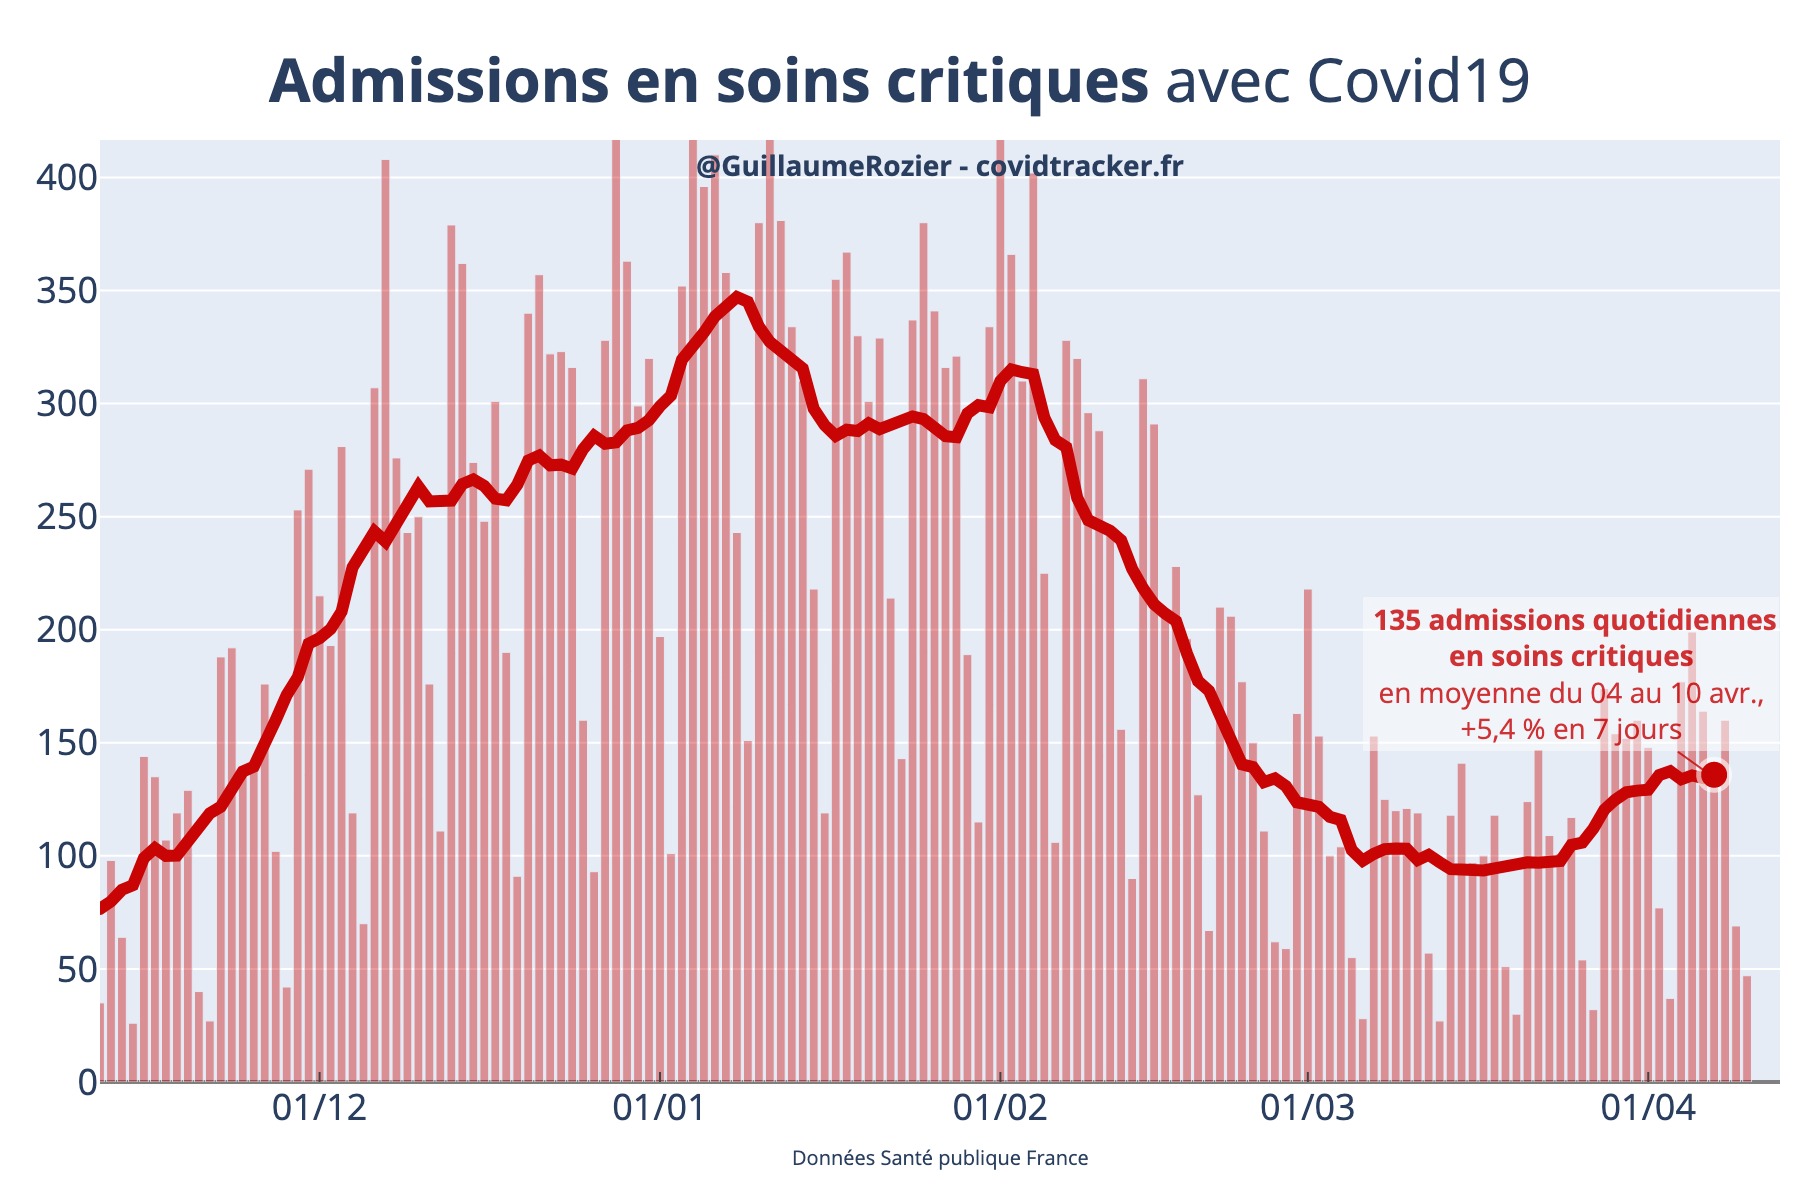 Admissions en soins critiques avec Covid19
@GuillaumeRozier - covidtracker.fr
400
350
300
250
200
150
100
50
0
135 admissions quotidiennes
en soins critiques
en moyenne du 04 au 10 avr.,
+5,4 % en 7 jours
01/12
01/01
01/02
01/03
01/04
Données Santé publique France